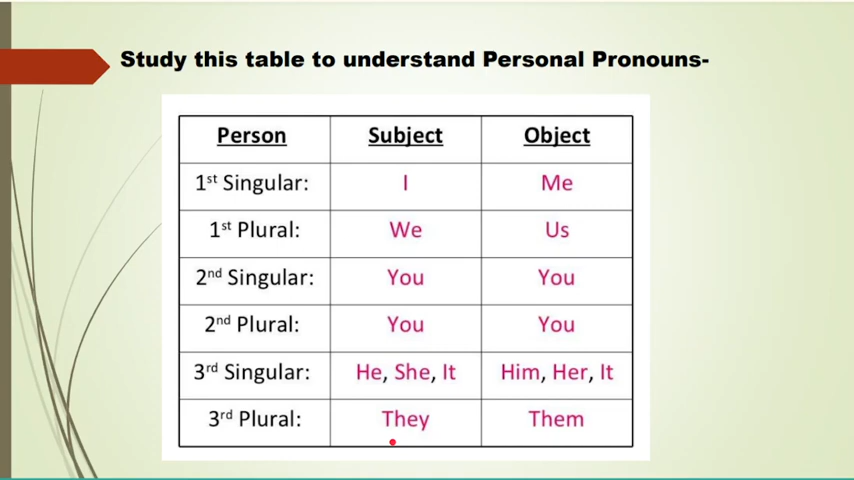 Study this table to understand Personal Pronouns-
Person Subject Object
1st Singular: I Me
1st Plural: We Us
2nd Singular: You You
2nd Plural: You You
3rd Singular: He, She, It Him, Her, It
3rd Plural: They Them